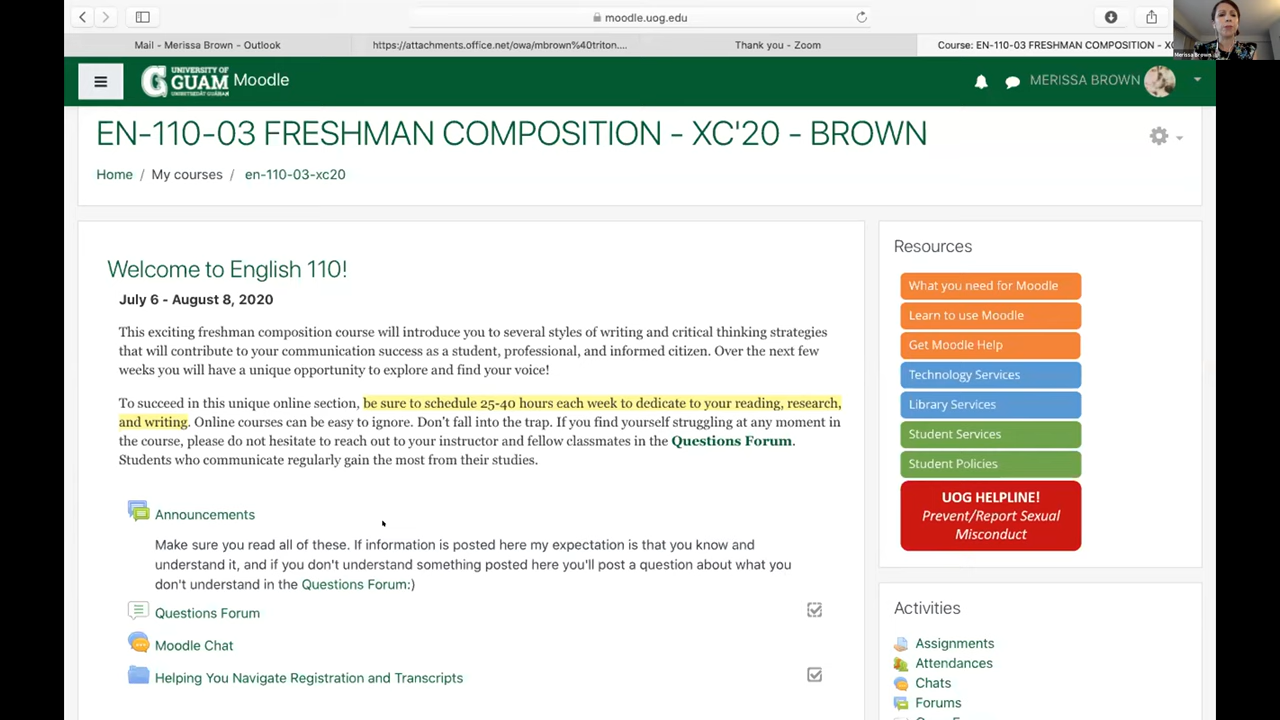 moodle.uog.edu
Mail - Merissa Brown - Outlook
https://attachments.office.net/owa/mbrown%40triton....
Thank you - Zoom
Course: EN-110-03 FRESHMAN COMPOSITION - XC
Merissa Brown
UNIVERSITY OF
GUAM
UNIBETSEDÅT GUÅHAN
Moodle
MERISSA BROWN
EN-110-03 FRESHMAN COMPOSITION - XC'20 - BROWN
Home / My courses / en-110-03-xc20
Welcome to English 110!
July 6 - August 8, 2020
This exciting freshman composition course will introduce you to several styles of writing and critical thinking strategies
that will contribute to your communication success as a student, professional, and informed citizen. Over the next few
weeks you will have a unique opportunity to explore and find your voice!
To succeed in this unique online section, be sure to schedule 25-40 hours each week to dedicate to your reading, research,
and writing. Online courses can be easy to ignore. Don't fall into the trap. If you find yourself struggling at any moment in
the course, please do not hesitate to reach out to your instructor and fellow classmates in the Questions Forum.
Students who communicate regularly gain the most from their studies.
Announcements
Make sure you read all of these. If information is posted here my expectation is that you know and
understand it, and if you don't understand something posted here you'll post a question about what you
don't understand in the Questions Forum:)
Questions Forum
Moodle Chat
Helping You Navigate Registration and Transcripts
Resources
What you need for Moodle
Learn to use Moodle
Get Moodle Help
Technology Services
Library Services
Student Services
Student Policies
UOG HELPLINE!
Prevent/Report Sexual
Misconduct
Activities
Assignments
Attendances
Chats
Forums